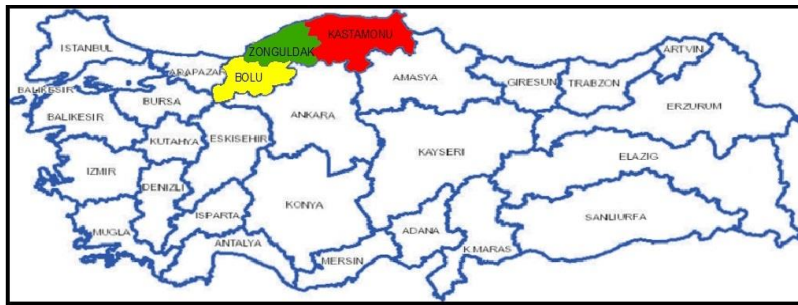 ISTANBUL
ZONGULDAK
KASTAMONU
ARTVIN
BOLU
AMASYA
GIRESUN
TRABZON
BALIKESIR
BURSA
ERZURUM
BALIKESIR
ANKARA
KUTAHYA
ESKISEHIR
KAYSERI
ELAZIG
IZMIR
DENIZLI
KONYA
ISPARTA
SANLIURFA
MUGLA
ADANA
ANTALYA
K.MARAS
MERSIN